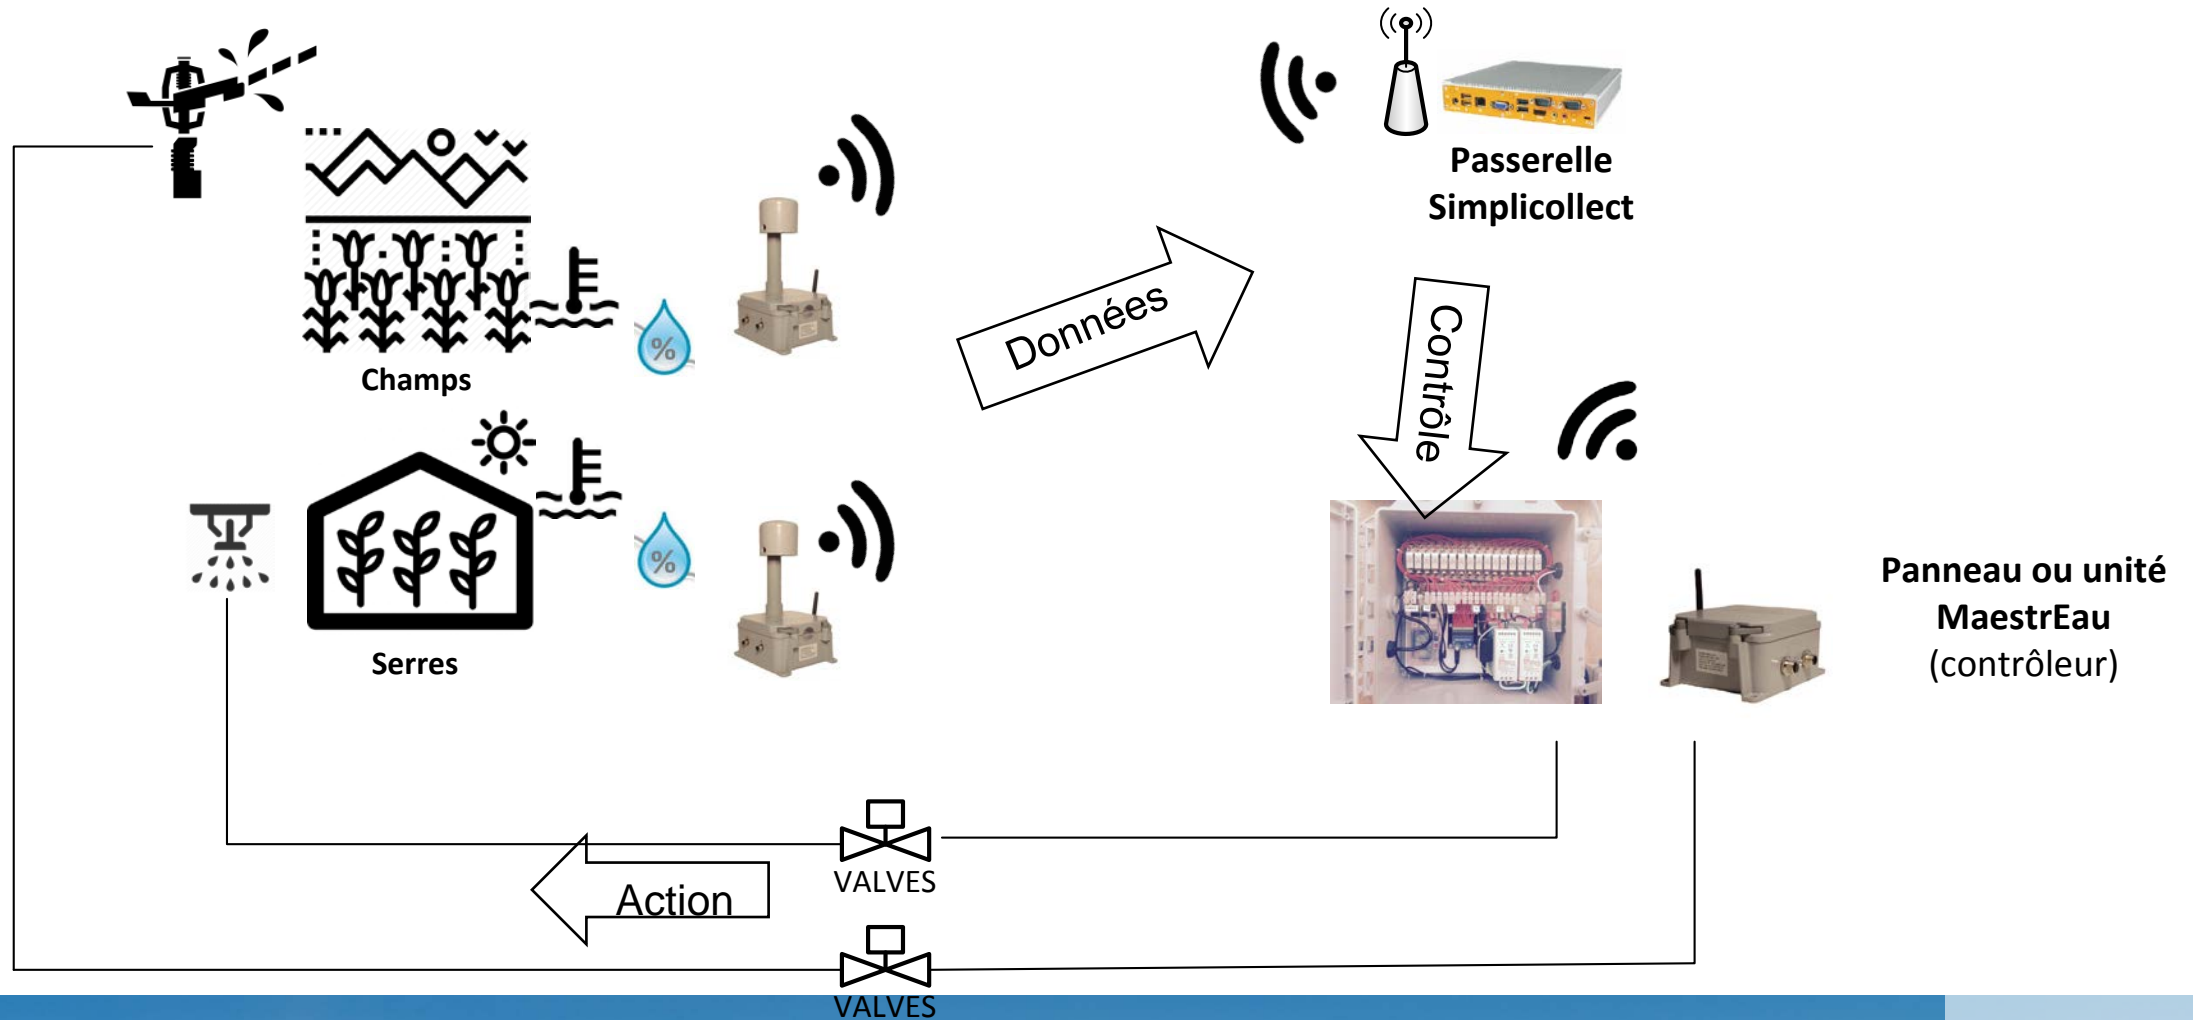 Passerelle
Simplicollect
Données
%
Champs
Contrôle
%
Serres
Panneau ou unité
MaestrEau
(contrôleur)
VALVES
Action
VALVES